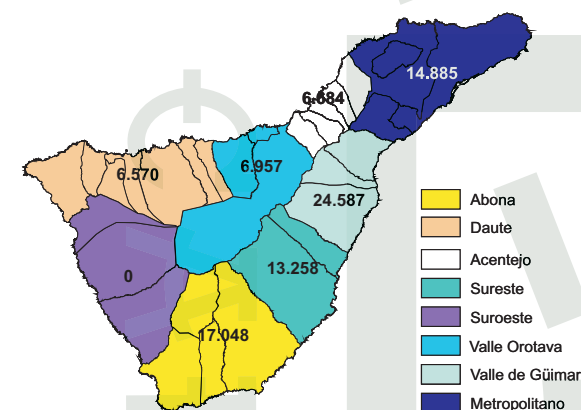 14.885
6.684
6.957
6.570
24.587
13.258
0
17.048
Abona
Daute
Acentejo
Sureste
Suroeste
Valle Orotava
Valle de Güimar
Metropolitano